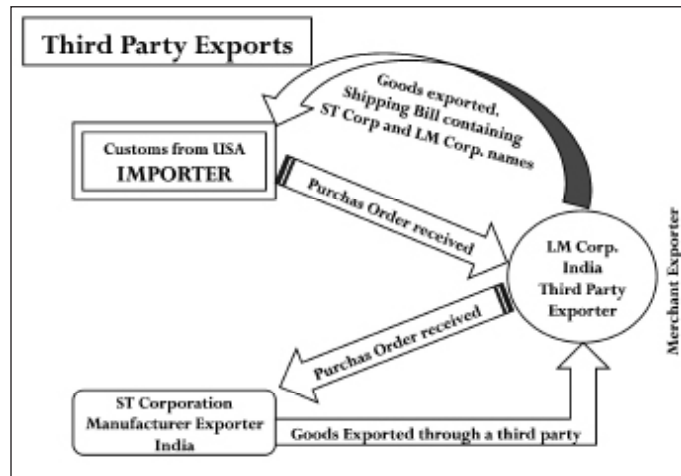 Third Party Exports
Goods exported.
Shipping Bill containing
ST Corp and LM Corp. names
Customs from USA
IMPORTER
Purchas Order received
LM Corp.
India
Third Party
Exporter
Merchant Exporter
Purchas Order received
ST Corporation
Manufacturer Exporter
India
Goods Exported through a third party